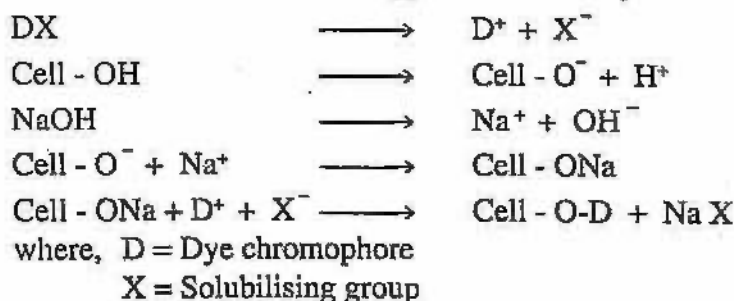 DX ⟶ D⁺ + X⁻
Cell - OH ⟶ Cell - O⁻ + H⁺
NaOH ⟶ Na⁺ + OH⁻
Cell - O⁻ + Na⁺ ⟶ Cell - ONa
Cell - ONa + D⁺ + X⁻ ⟶ Cell - O-D + Na X
where, D = Dye chromophore
X = Solubilising group